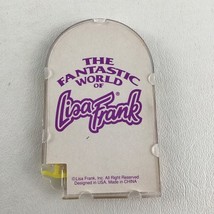 THE
FANTASTIC
WORLD
OF
Lisa Frank®
©Lisa Frank, Inc. All Right Reserved
Designed in USA. Made in CHINA.